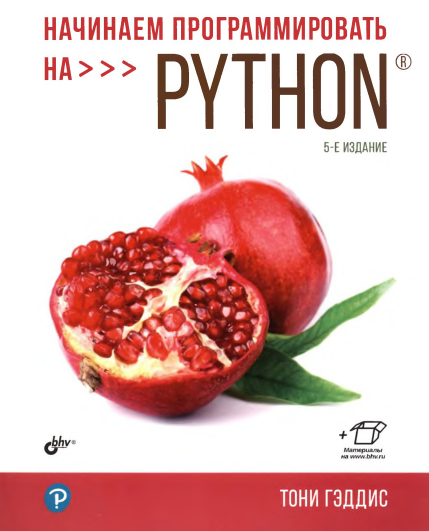 НАЧИНАЕМ ПРОГРАММИРОВАТЬ
НА>>> PYTHON®
5-Е ИЗДАНИЕ
bhv®
+
Материалы
на www.bhv.ru
P
ТОНИ ГЭДДИС